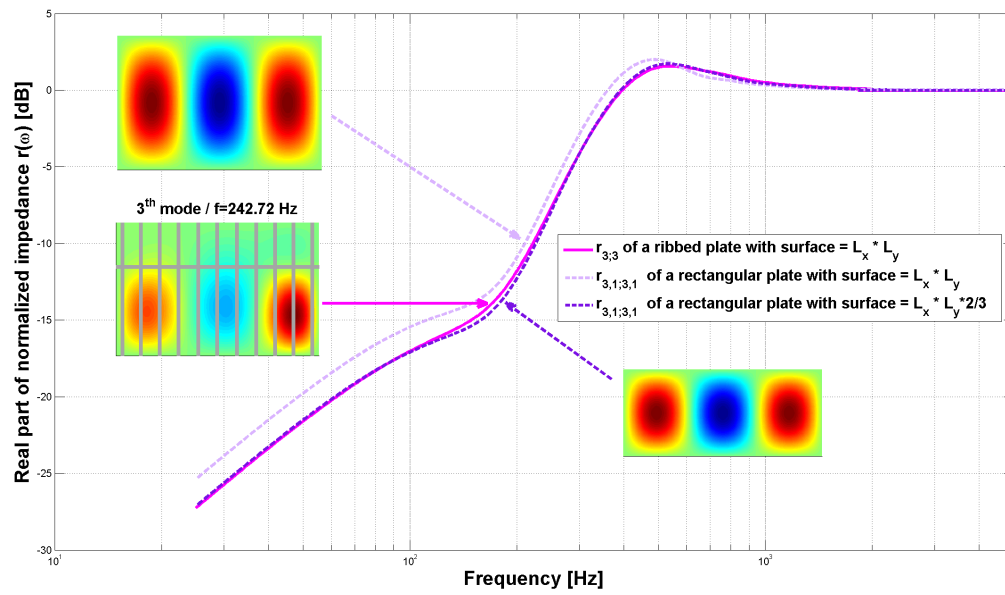 Real part of normalized impedance r(ω) [dB]
5
0
-5
-10
-15
-20
-25
-30
3th mode / f=242.72 Hz
r3;3 of a ribbed plate with surface = Lx * Ly
r3,1;3,1 of a rectangular plate with surface = Lx * Ly
r3,1;3,1 of a rectangular plate with surface = Lx * Ly*2/3
10^1
10^2
10^3
Frequency [Hz]